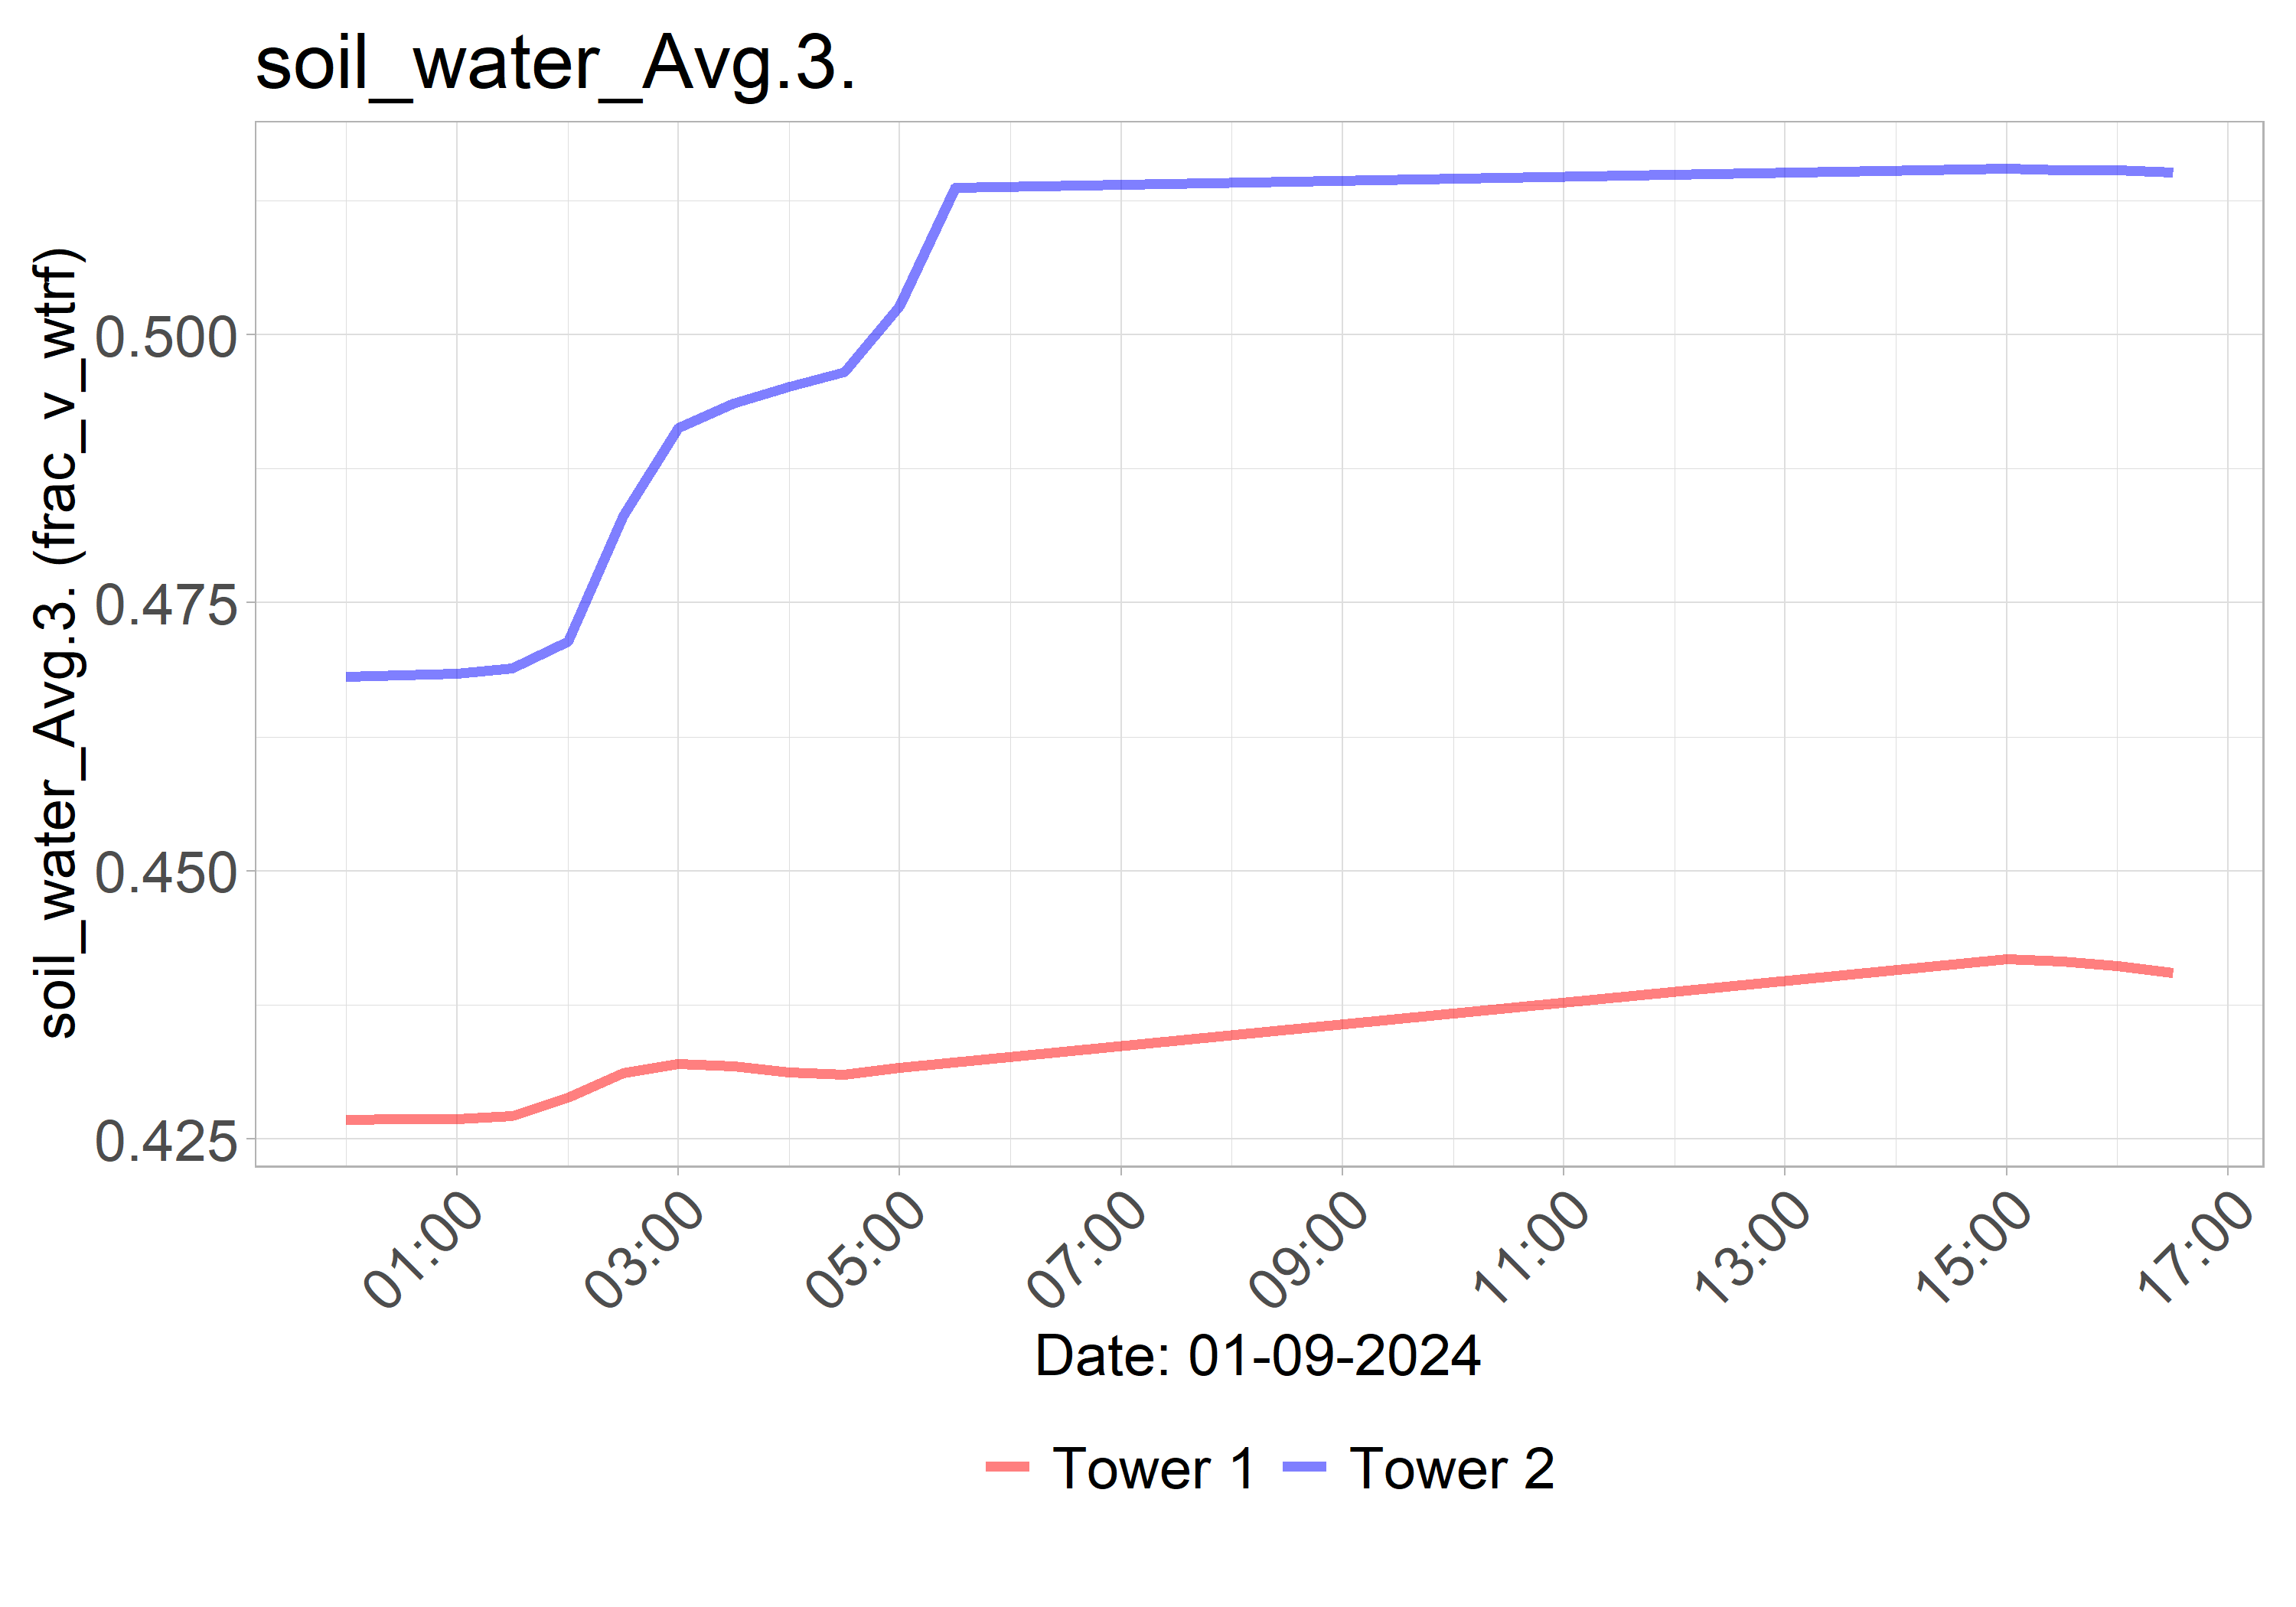 soil_water_Avg.3.
soil_water_Avg.3. (frac_v_wtrf)
0.500
0.475
0.450
0.425
01:00
03:00
05:00
07:00
09:00
11:00
13:00
15:00
17:00
Date: 01-09-2024
Tower 1
Tower 2